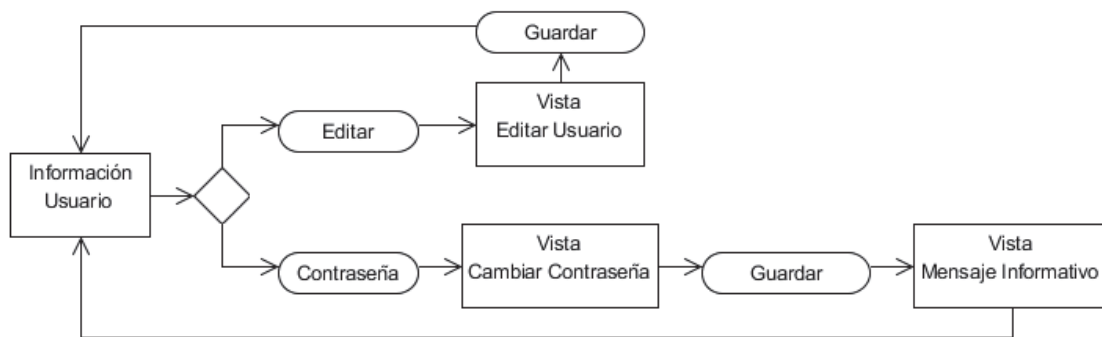 Guardar
Vista
Editar Usuario
Editar
Información
Usuario
Contraseña
Vista
Cambiar Contraseña
Guardar
Vista
Mensaje Informativo